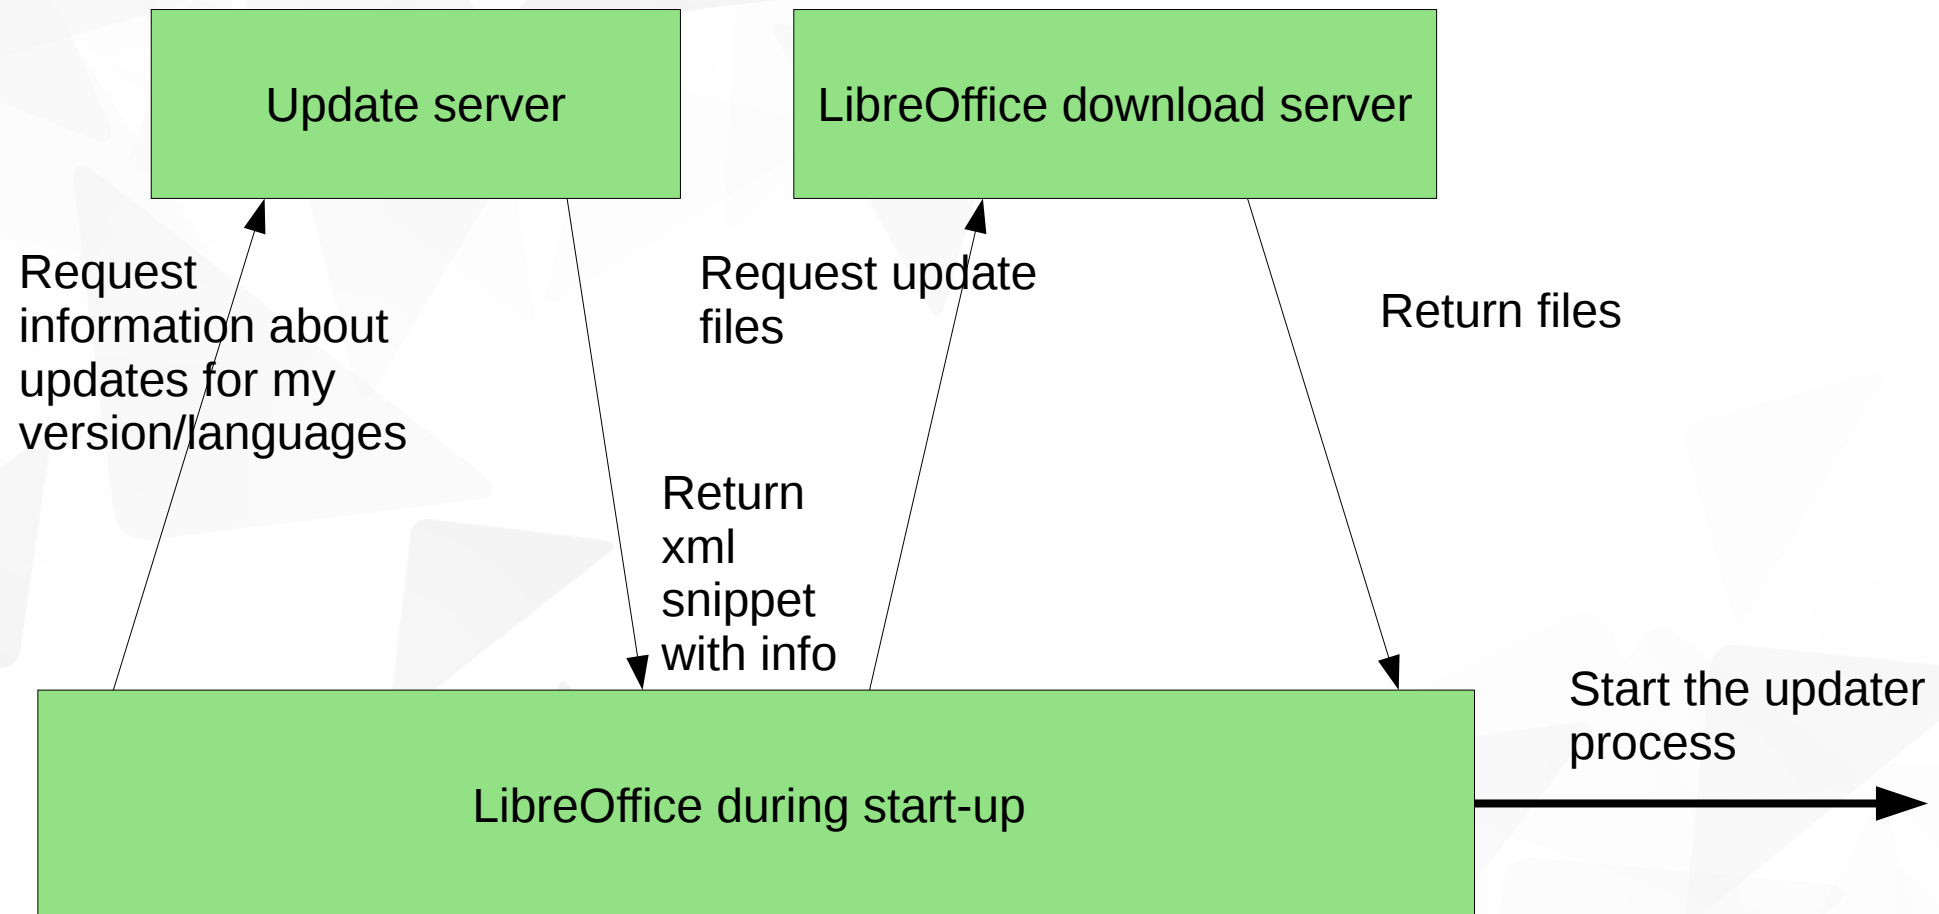 Update server
LibreOffice download server
Request
information about
updates for my
version/languages
Request update
files
Return files
Return
xml
snippet
with info
Start the updater
process
LibreOffice during start-up